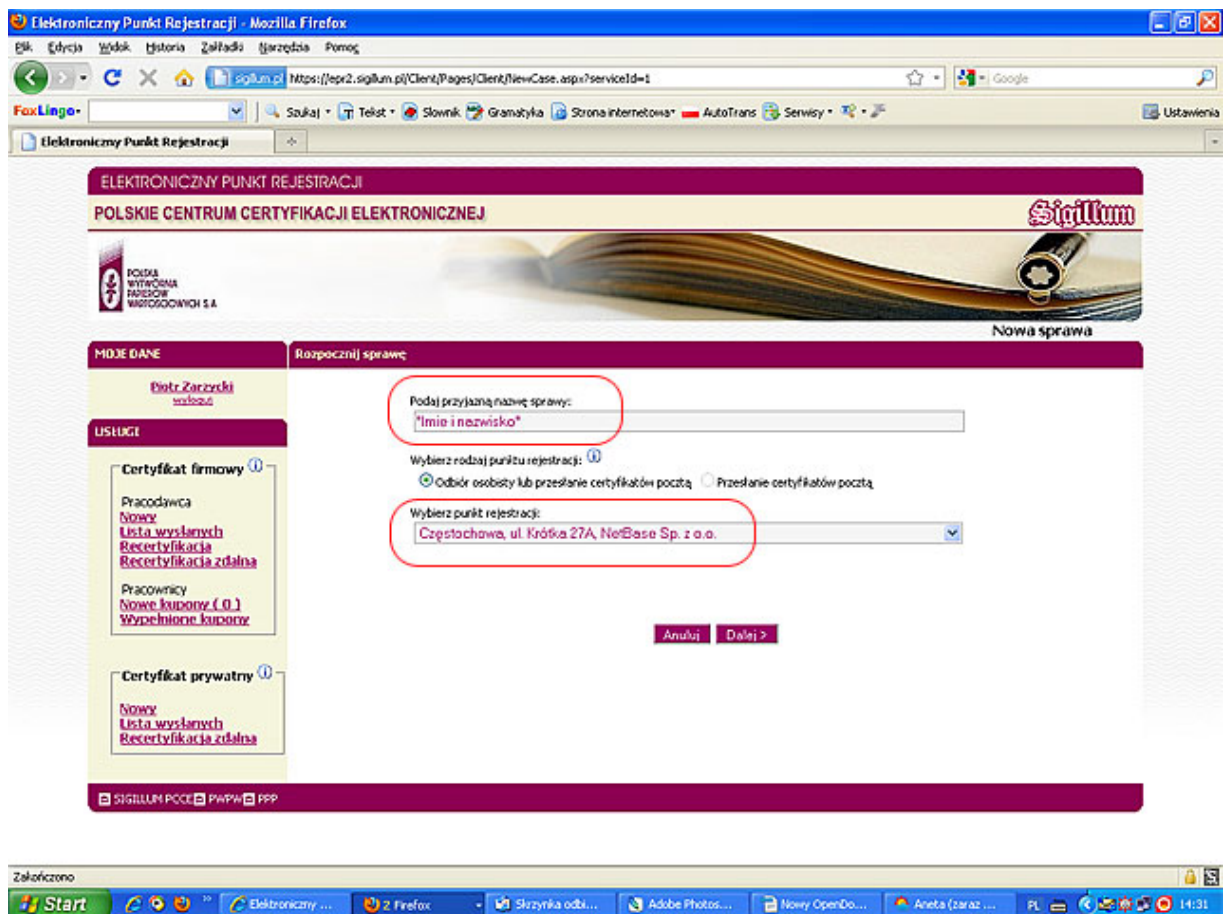 Elektroniczny Punkt Rejestracji - Mozilla Firefox
Plik Edycja Widok Historia Zakładki Narzędzia Pomoc
sigillum.pl https://epr2.sigillum.pl/Client/Pages/Client/NewCase.aspx?serviceId=1 Google
FoxLingo Szukaj Tekst Słownik Gramatyka Strona internetowa AutoTrans Serwisy Ustawienia
Elektroniczny Punkt Rejestracji
ELEKTRONICZNY PUNKT REJESTRACJI
POLSKIE CENTRUM CERTYFIKACJI ELEKTRONICZNEJ Sigillum
POLSKA
WYTWÓRNIA
PAPIERÓW
WARTOŚCIOWYCH S.A.
Nowa sprawa
MOJE DANE Rozpocznij sprawę
Piotr Zarzycki
wyloguj
Podaj przyjazną nazwę sprawy:
*Imie i nazwisko*
USŁUGI
Wybierz rodzaj punktu rejestracji:
Odbiór osobisty lub przesłanie certyfikatów pocztą Przesłanie certyfikatów pocztą
Wybierz punkt rejestracji:
Częstochowa, ul. Krótka 27A, NetBase Sp. z o.o.
Certyfikat firmowy
Pracodawca
Nowy
Lista wysłanych
Recertyfikacja
Recertyfikacja zdalna
Pracownicy
Nowe kupony ( 0 )
Wypełnione kupony
Anuluj Dalej >
Certyfikat prywatny
Nowy
Lista wysłanych
Recertyfikacja zdalna
SIGILLUM PCCE PWPW PPP
Zakończono
Start Elektroniczny ... 2 Firefox Skrzynka odbi... Adobe Photos... Nowy OpenDo... Aneta (zaraz ... PL 14:31